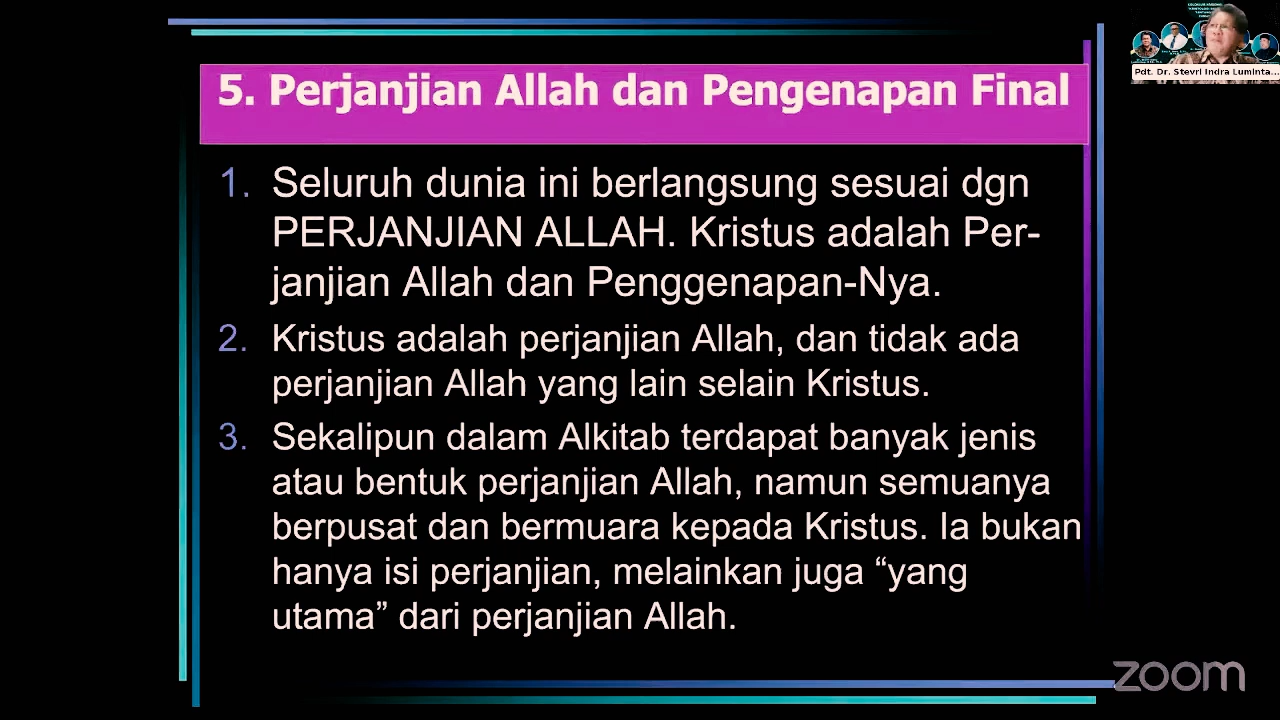 5. Perjanjian Allah dan Pengenapan Final
1. Seluruh dunia ini berlangsung sesuai dgn
PERJANJIAN ALLAH. Kristus adalah Per-
janjian Allah dan Penggenapan-Nya.
2. Kristus adalah perjanjian Allah, dan tidak ada
perjanjian Allah yang lain selain Kristus.
3. Sekalipun dalam Alkitab terdapat banyak jenis
atau bentuk perjanjian Allah, namun semuanya
berpusat dan bermuara kepada Kristus. Ia bukan
hanya isi perjanjian, melainkan juga “yang
utama” dari perjanjian Allah.
Pdt. Dr. Stevri Indra Luminta...
zoom